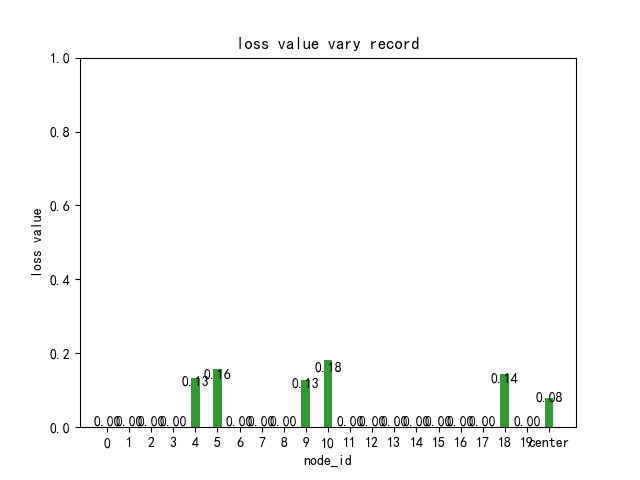 loss value vary record
1.0
0.8
0.6
0.4
0.2
0.0
loss value
0.00 0.00 0.00 0.00 0.13 0.16 0.00 0.00 0.00 0.13 0.18 0.00 0.00 0.00 0.00 0.00 0.00 0.00 0.14 0.00 0.08
0 1 2 3 4 5 6 7 8 9 10 11 12 13 14 15 16 17 18 19 center
node_id